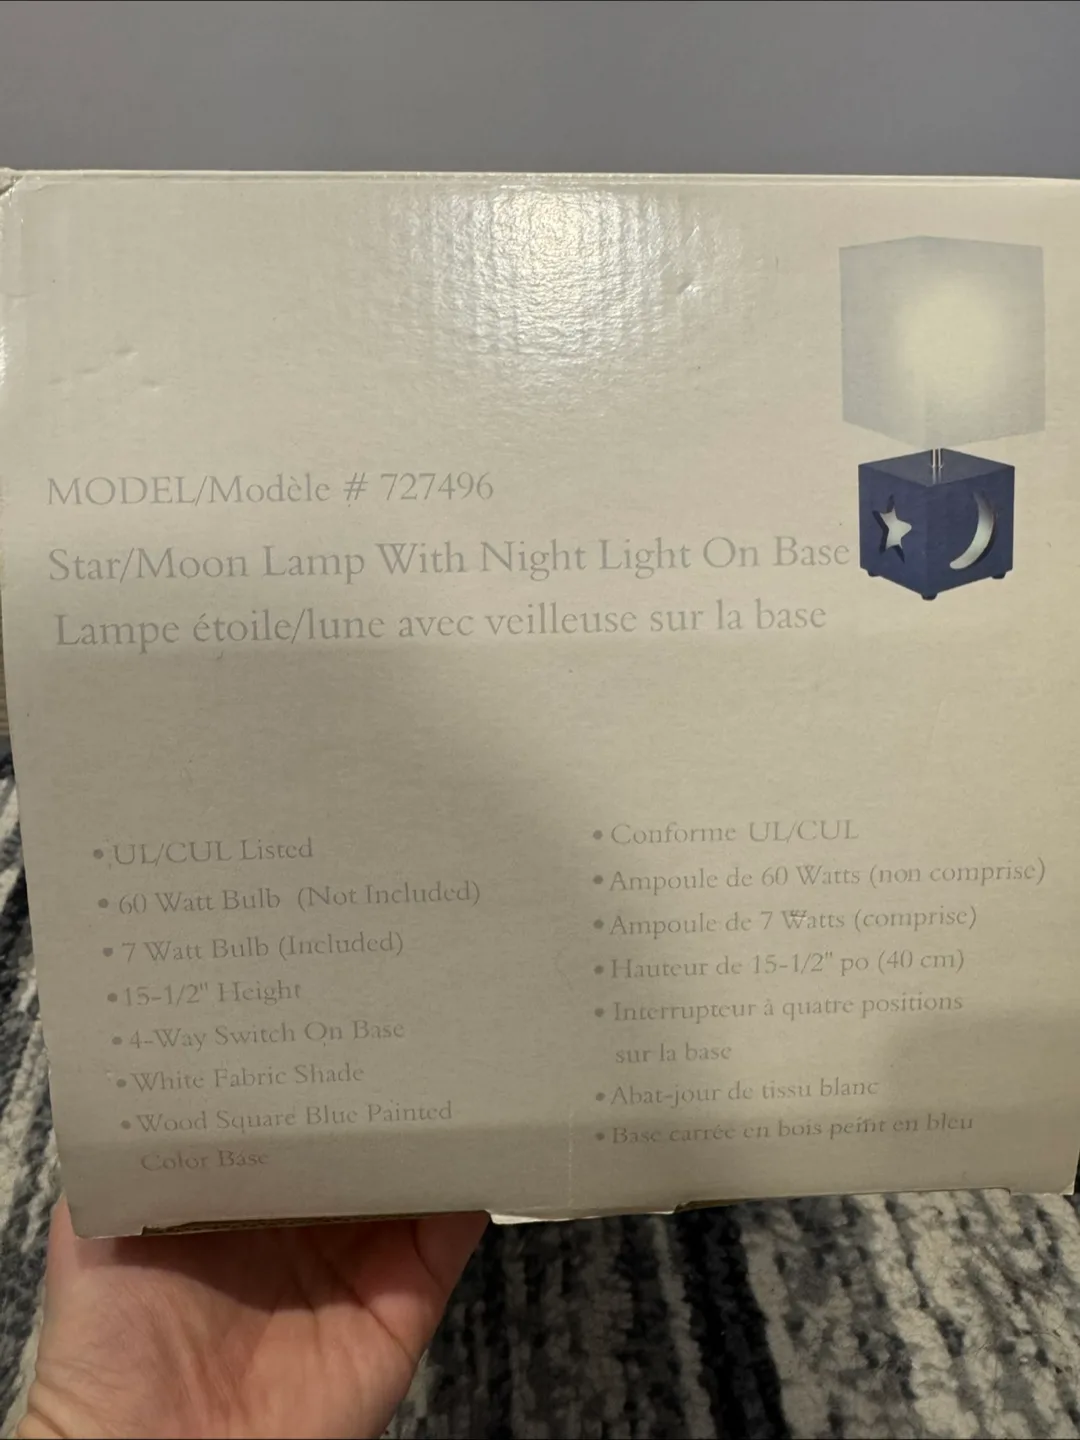 MODEL/Modèle # 727496
Star/Moon Lamp With Night Light On Base
Lampe étoile/lune avec veilleuse sur la base
• UL/CUL Listed
• 60 Watt Bulb (Not Included)
• 7 Watt Bulb (Included)
• 15-1/2" Height
• 4-Way Switch On Base
• White Fabric Shade
• Wood Square Blue Painted
Color Base
• Conforme UL/CUL
• Ampoule de 60 Watts (non comprise)
• Ampoule de 7 Watts (comprise)
• Hauteur de 15-1/2" po (40 cm)
• Interrupteur à quatre positions
sur la base
• Abat-jour de tissu blanc
• Base carrée en bois peint en bleu